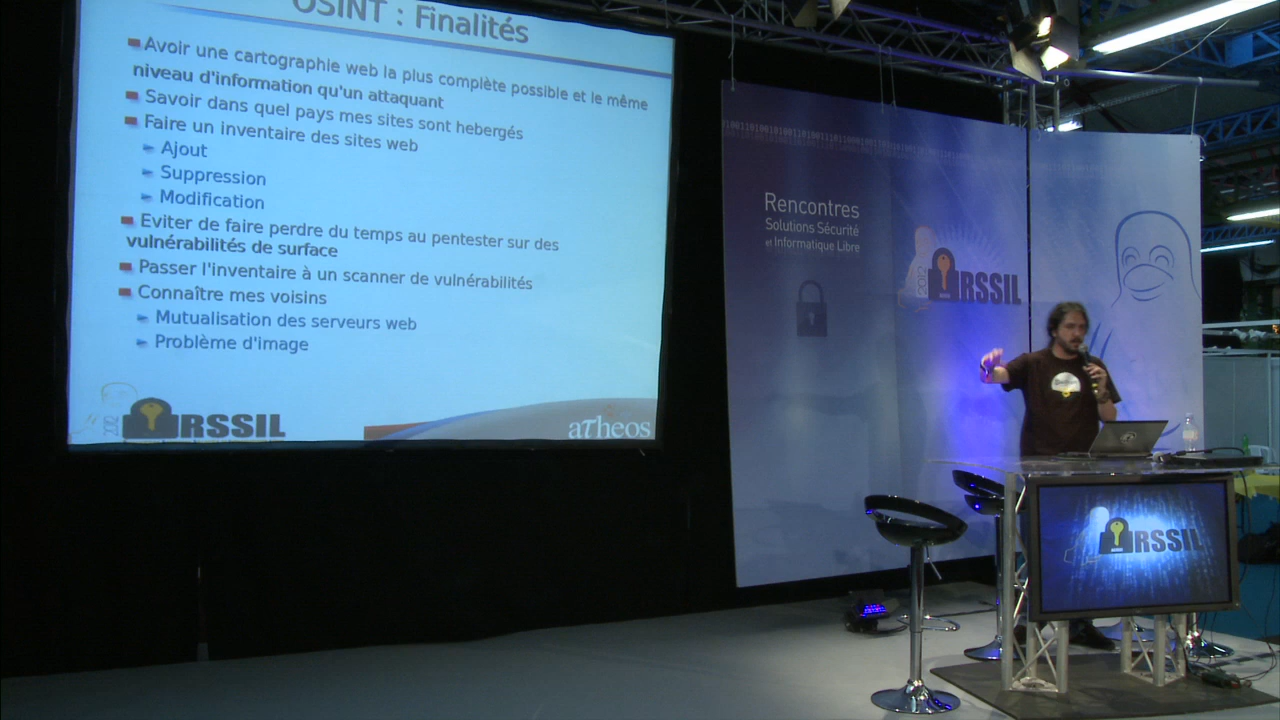 OSINT : Finalités
Avoir une cartographie web la plus complète possible et le même
niveau d'information qu'un attaquant
Savoir dans quel pays mes sites sont hebergés
Faire un inventaire des sites web
Ajout
Suppression
Modification
Eviter de faire perdre du temps au pentester sur des
vulnérabilités de surface
Passer l'inventaire à un scanner de vulnérabilités
Connaître mes voisins
Mutualisation des serveurs web
Problème d'image
RSSIL
atheos
Rencontres
Solutions Sécurité
et Informatique Libre
2012 RSSIL
RSSIL